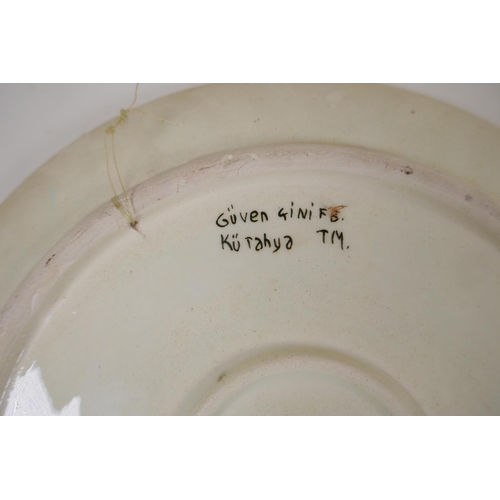 Güven Çini FB.
Kütahya TM.